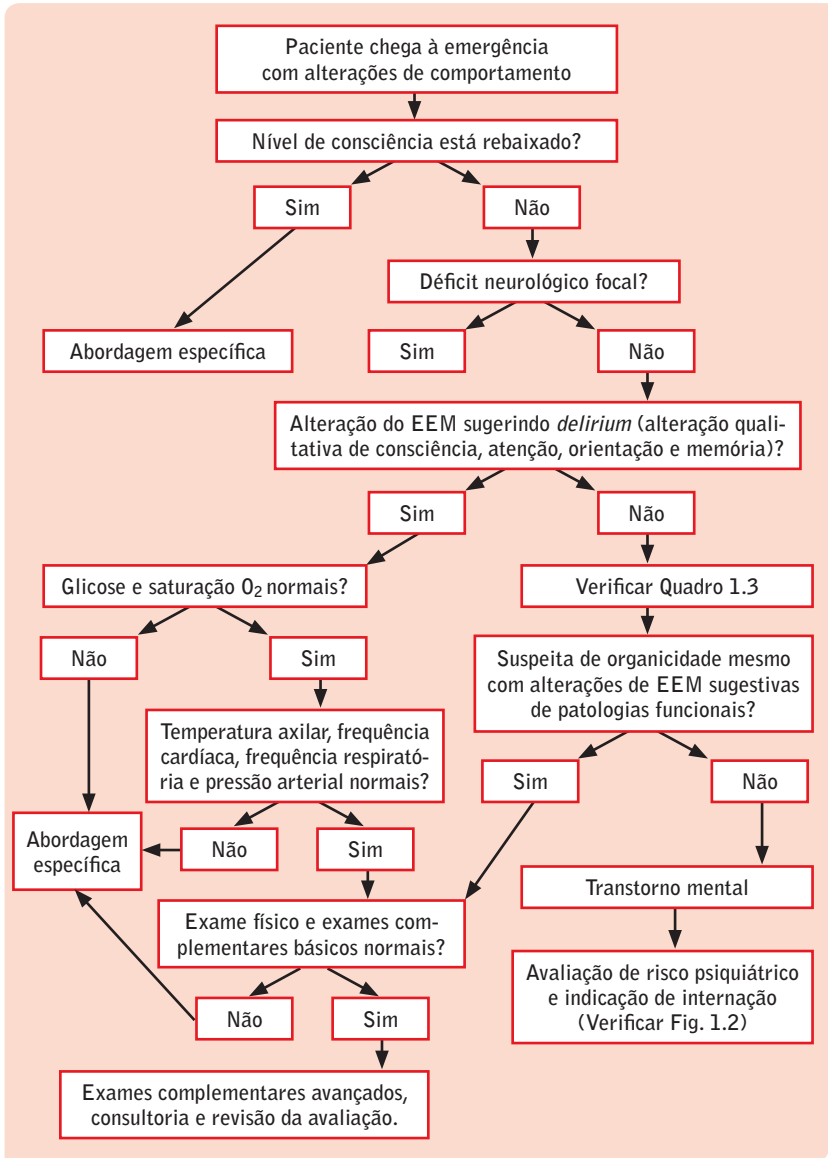 Paciente chega à emergência
com alterações de comportamento
Nível de consciência está rebaixado?
Sim
Não
Déficit neurológico focal?
Abordagem específica
Sim
Não
Alteração do EEM sugerindo delirium (alteração quali-
tativa de consciência, atenção, orientação e memória)?
Sim
Não
Glicose e saturação O₂ normais?
Verificar Quadro 1.3
Não
Sim
Suspeita de organicidade mesmo
com alterações de EEM sugestivas
de patologias funcionais?
Temperatura axilar, frequência
cardíaca, frequência respirató-
ria e pressão arterial normais?
Sim
Não
Abordagem
específica
Não
Sim
Transtorno mental
Exame físico e exames com-
plementares básicos normais?
Avaliação de risco psiquiátrico
e indicação de internação
(Verificar Fig. 1.2)
Não
Sim
Exames complementares avançados,
consultoria e revisão da avaliação.